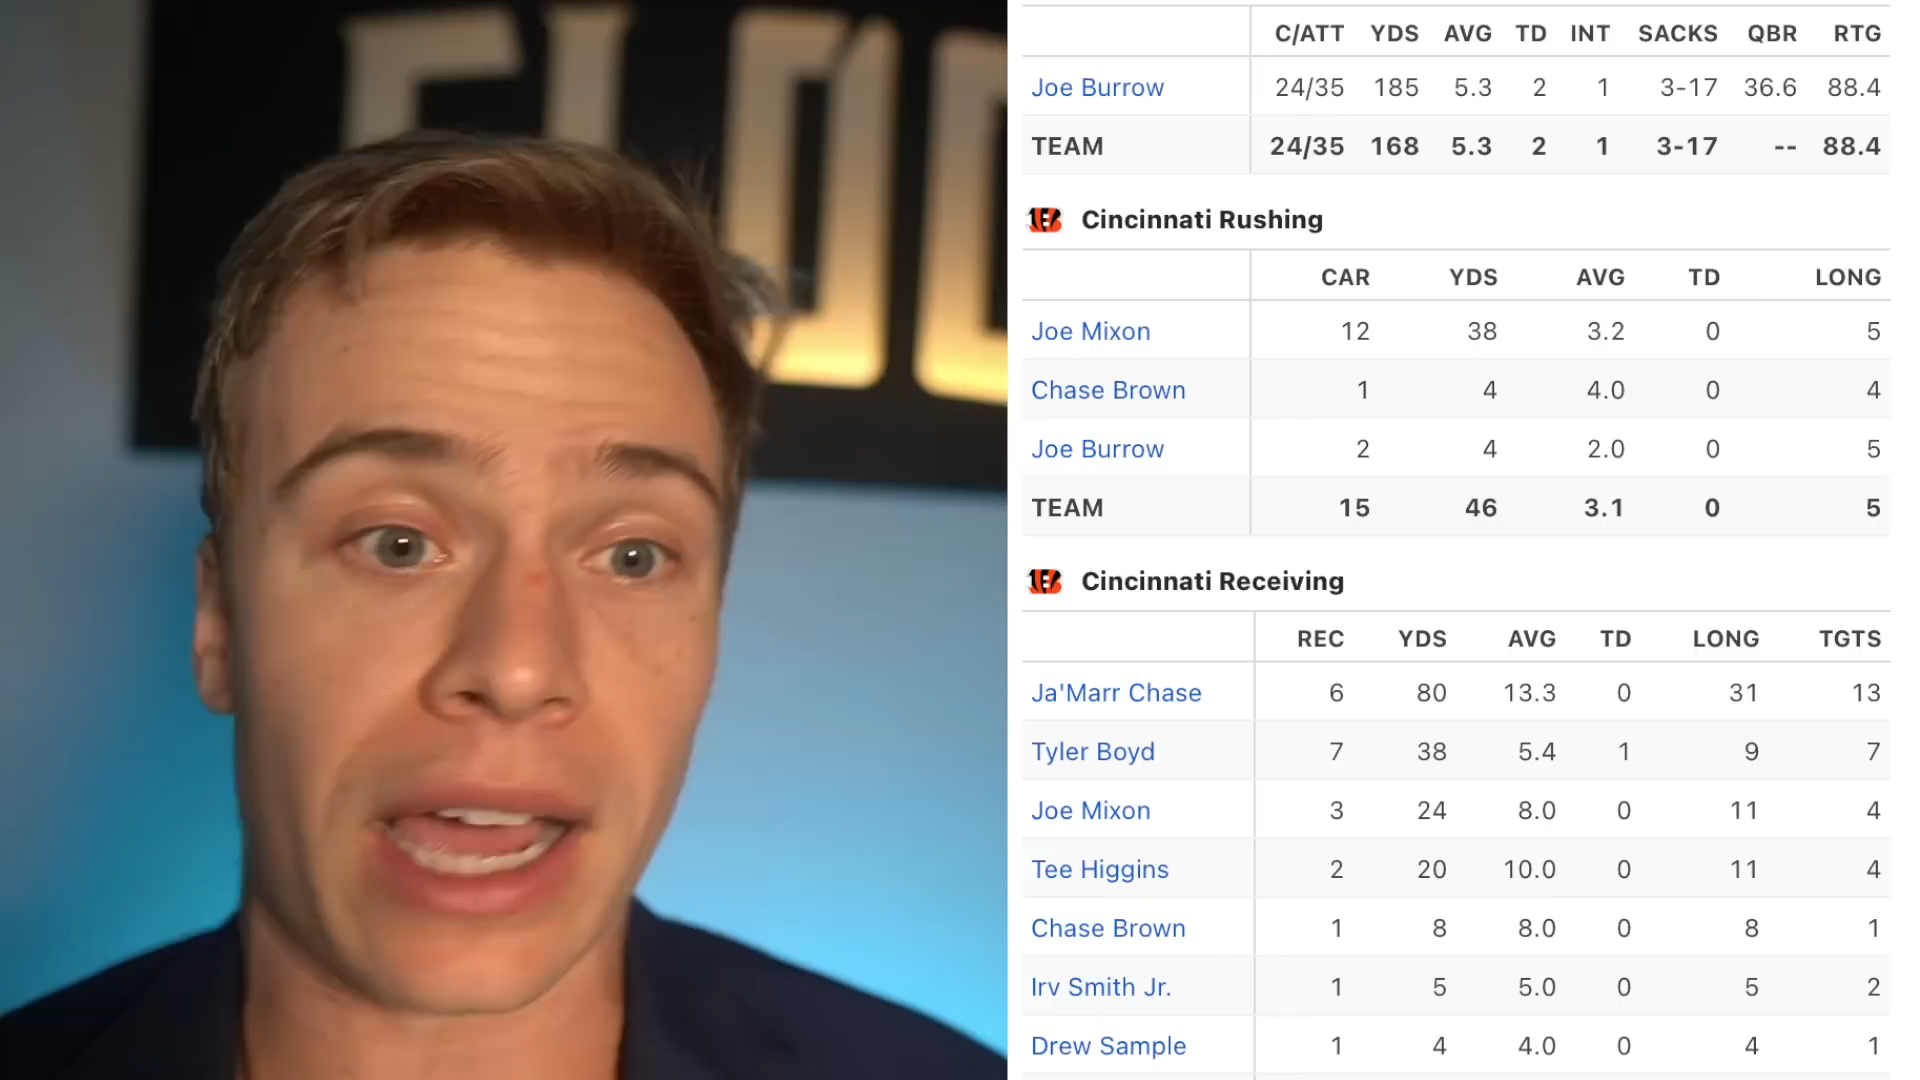 C/ATT YDS AVG TD INT SACKS QBR RTG
Joe Burrow 24/35 185 5.3 2 1 3-17 36.6 88.4
TEAM 24/35 168 5.3 2 1 3-17 -- 88.4
Cincinnati Rushing
CAR YDS AVG TD LONG
Joe Mixon 12 38 3.2 0 5
Chase Brown 1 4 4.0 0 4
Joe Burrow 2 4 2.0 0 5
TEAM 15 46 3.1 0 5
Cincinnati Receiving
REC YDS AVG TD LONG TGTS
Ja'Marr Chase 6 80 13.3 0 31 13
Tyler Boyd 7 38 5.4 1 9 7
Joe Mixon 3 24 8.0 0 11 4
Tee Higgins 2 20 10.0 0 11 4
Chase Brown 1 8 8.0 0 8 1
Irv Smith Jr. 1 5 5.0 0 5 2
Drew Sample 1 4 4.0 0 4 1